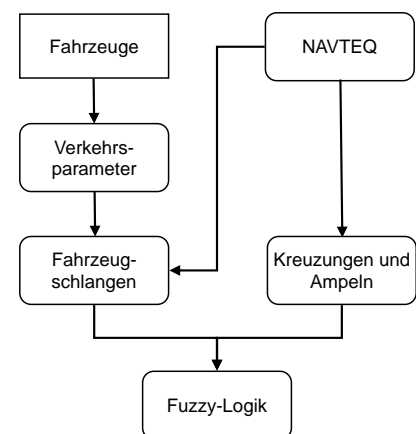 Fahrzeuge
NAVTEQ
Verkehrs-
parameter
Fahrzeug-
schlangen
Kreuzungen und
Ampeln
Fuzzy-Logik